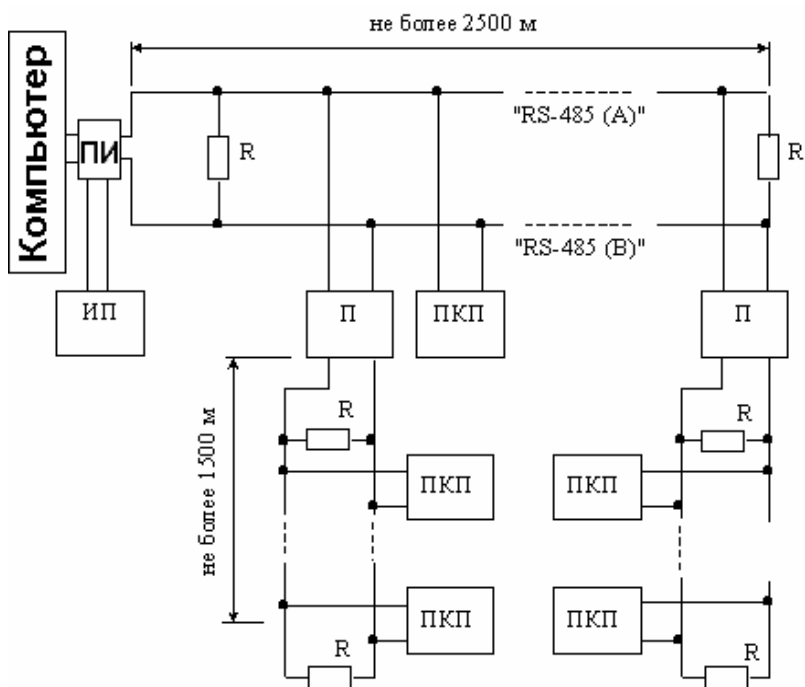 не более 2500 м
Компьютер
ПИ
R
R
"RS-485 (A)"
"RS-485 (B)"
ИП
П
ПКП
П
не более 1500 м
R
R
ПКП
ПКП
ПКП
ПКП
R
R